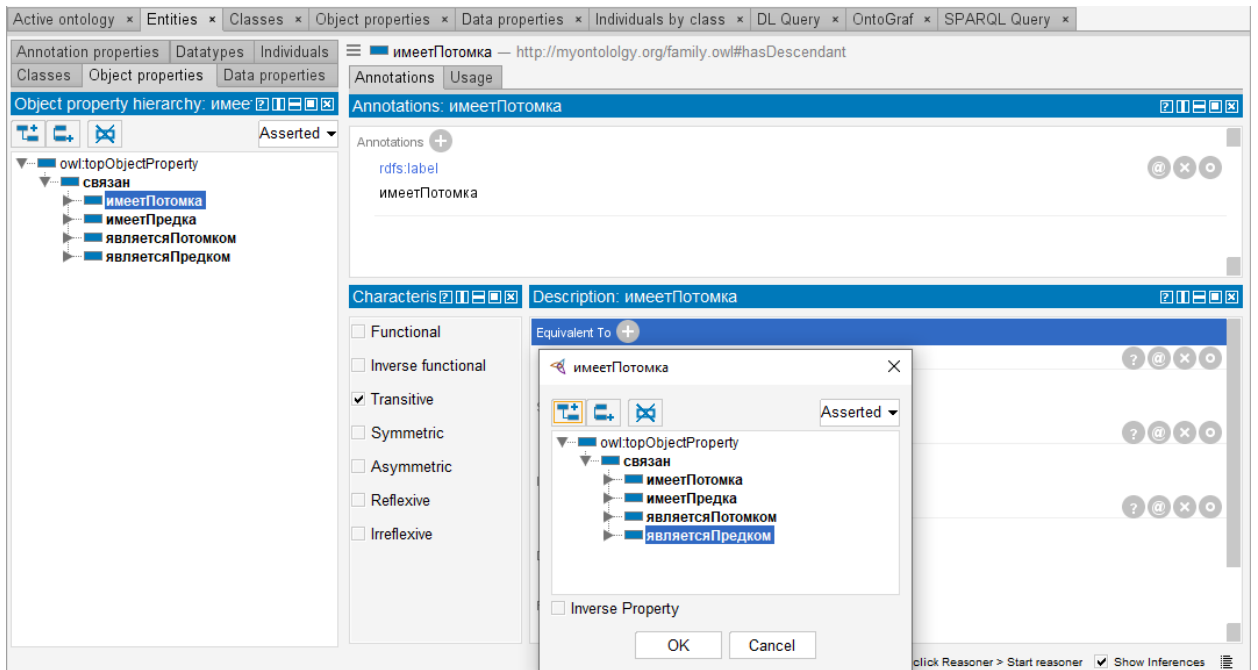 Active ontology × Entities × Classes × Object properties × Data properties × Individuals by class × DL Query × OntoGraf × SPARQL Query ×
Annotation properties Datatypes Individuals
Classes Object properties Data properties
Object property hierarchy: имее
Asserted
owl:topObjectProperty
связан
имеетПотомка
имеетПредка
являетсяПотомком
являетсяПредком
имеетПотомка — http://myontololgy.org/family.owl#hasDescendant
Annotations Usage
Annotations: имеетПотомка
Annotations
rdfs:label
имеетПотомка
Characteris
Functional
Inverse functional
Transitive
Symmetric
Asymmetric
Reflexive
Irreflexive
Description: имеетПотомка
Equivalent To
имеетПотомка
Asserted
owl:topObjectProperty
связан
имеетПотомка
имеетПредка
являетсяПотомком
являетсяПредком
Inverse Property
OK Cancel
click Reasoner > Start reasoner Show Inferences